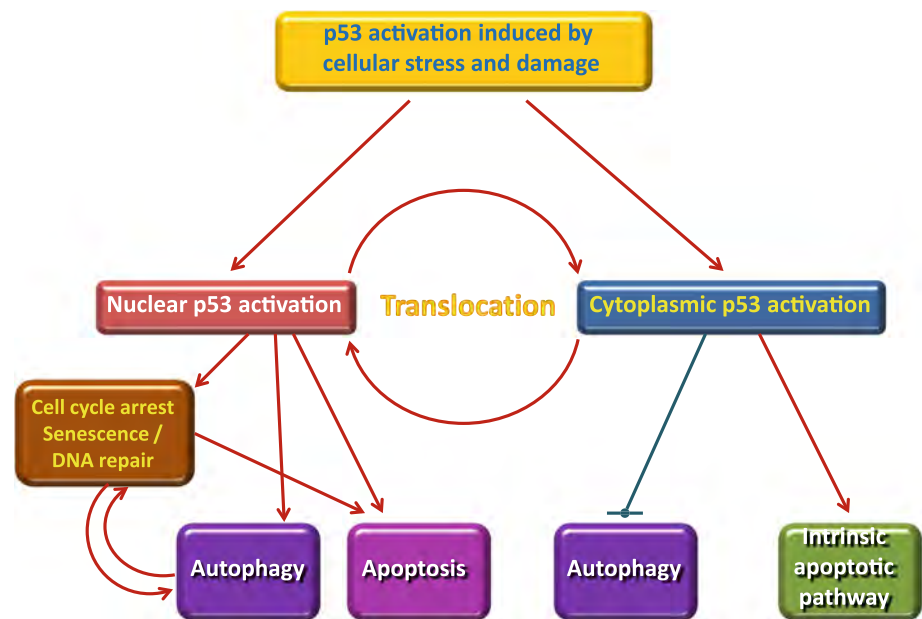 p53 activation induced by
cellular stress and damage
Nuclear p53 activation
Translocation
Cytoplasmic p53 activation
Cell cycle arrest
Senescence /
DNA repair
Autophagy
Apoptosis
Autophagy
Intrinsic
apoptotic
pathway